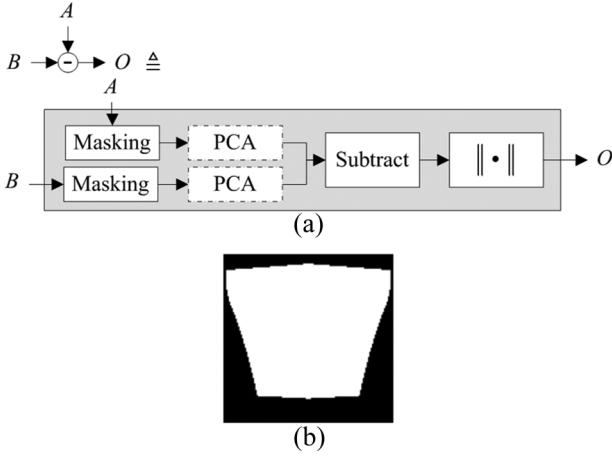 A
B - O ≜
A
Masking PCA
Subtract ‖ • ‖ O
B Masking PCA
(a)
(b)